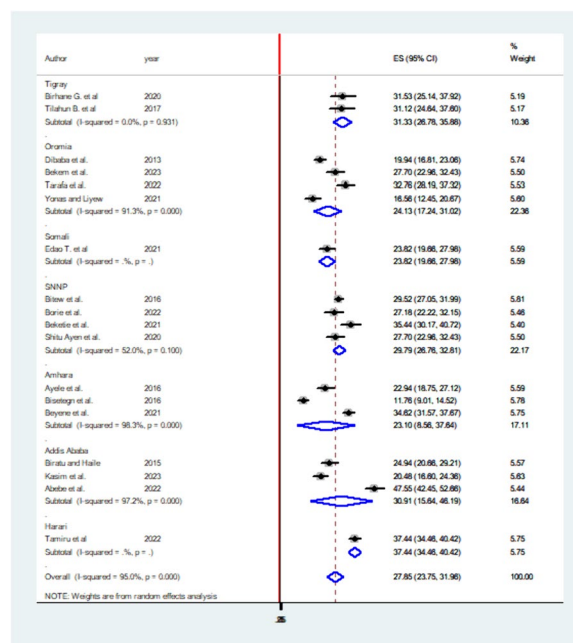 %
Author year ES (95% CI) Weight
Tigray
Birhane G. et al 2020 31.53 (25.14, 37.92) 5.19
Tilahun B. et al 2017 31.12 (24.64, 37.60) 5.17
Subtotal (I-squared = 0.0%, p = 0.931) 31.33 (26.78, 35.88) 10.36
.
Oromia
Dibaba et al. 2013 19.94 (16.81, 23.06) 5.74
Bekem et al. 2023 27.70 (22.96, 32.43) 5.50
Tarafa et al. 2022 32.76 (28.19, 37.32) 5.53
Yonas and Liyew 2021 16.56 (12.45, 20.67) 5.60
Subtotal (I-squared = 91.3%, p = 0.000) 24.13 (17.24, 31.02) 22.36
.
Somali
Edao T. et al 2021 23.82 (19.66, 27.98) 5.59
Subtotal (I-squared = .%, p = .) 23.82 (19.66, 27.98) 5.59
.
SNNP
Bitew et al. 2016 29.52 (27.05, 31.99) 5.81
Borie et al. 2022 27.18 (22.22, 32.15) 5.46
Beketie et al. 2021 35.44 (30.17, 40.72) 5.40
Shitu Ayen et al. 2020 27.70 (22.96, 32.43) 5.50
Subtotal (I-squared = 52.0%, p = 0.100) 29.79 (26.76, 32.81) 22.17
.
Amhara
Ayele et al. 2016 22.94 (18.75, 27.12) 5.59
Bisetegn et al. 2016 11.76 (9.01, 14.52) 5.78
Beyene et al. 2021 34.62 (31.57, 37.67) 5.75
Subtotal (I-squared = 98.3%, p = 0.000) 23.10 (8.56, 37.64) 17.11
.
Addis Ababa
Biratu and Haile 2015 24.94 (20.66, 29.21) 5.57
Kasim et al. 2023 20.48 (16.60, 24.36) 5.63
Abebe et al. 2022 47.55 (42.45, 52.66) 5.44
Subtotal (I-squared = 97.2%, p = 0.000) 30.91 (15.64, 46.19) 16.64
.
Harari
Tamiru et al 2022 37.44 (34.46, 40.42) 5.75
Subtotal (I-squared = .%, p = .) 37.44 (34.46, 40.42) 5.75
.
Overall (I-squared = 95.0%, p = 0.000) 27.85 (23.75, 31.96) 100.00
NOTE: Weights are from random effects analysis